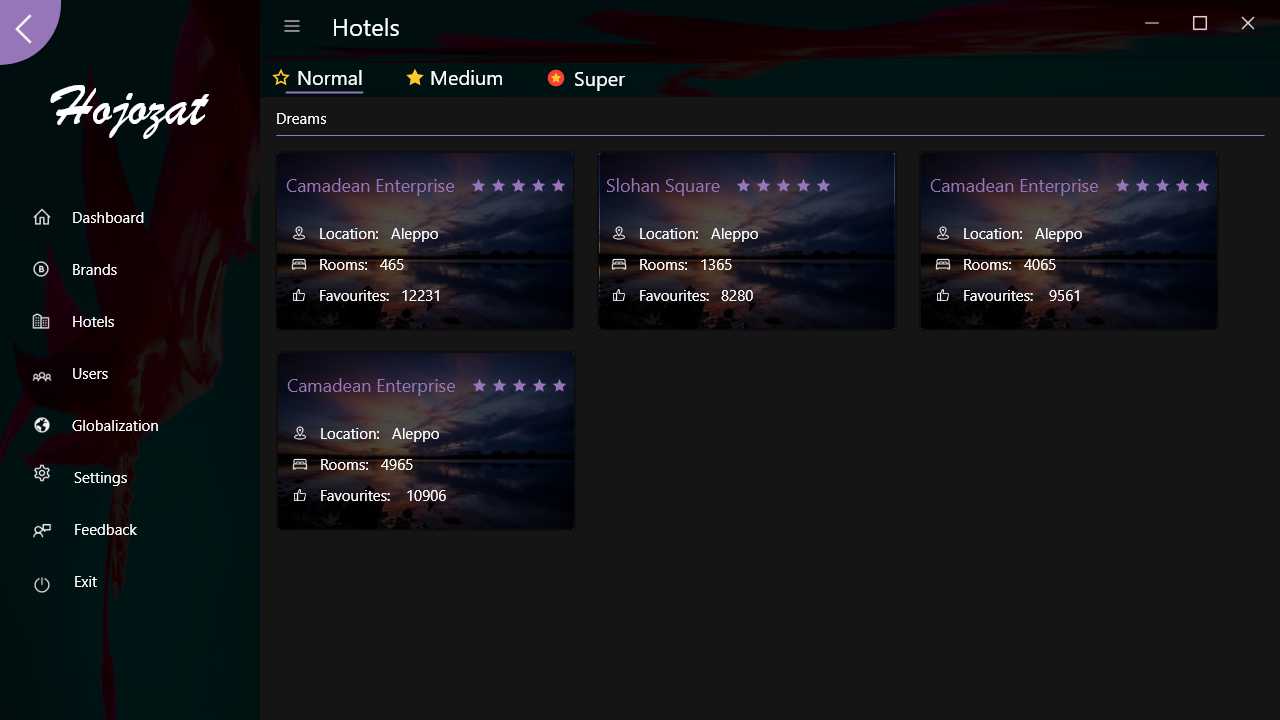 Hotels
Hojozat
Normal
Medium
Super
Dreams
Dashboard
Brands
Hotels
Users
Globalization
Settings
Feedback
Exit
Camadean Enterprise
Location: Aleppo
Rooms: 465
Favourites: 12231
Slohan Square
Location: Aleppo
Rooms: 1365
Favourites: 8280
Camadean Enterprise
Location: Aleppo
Rooms: 4065
Favourites: 9561
Camadean Enterprise
Location: Aleppo
Rooms: 4965
Favourites: 10906